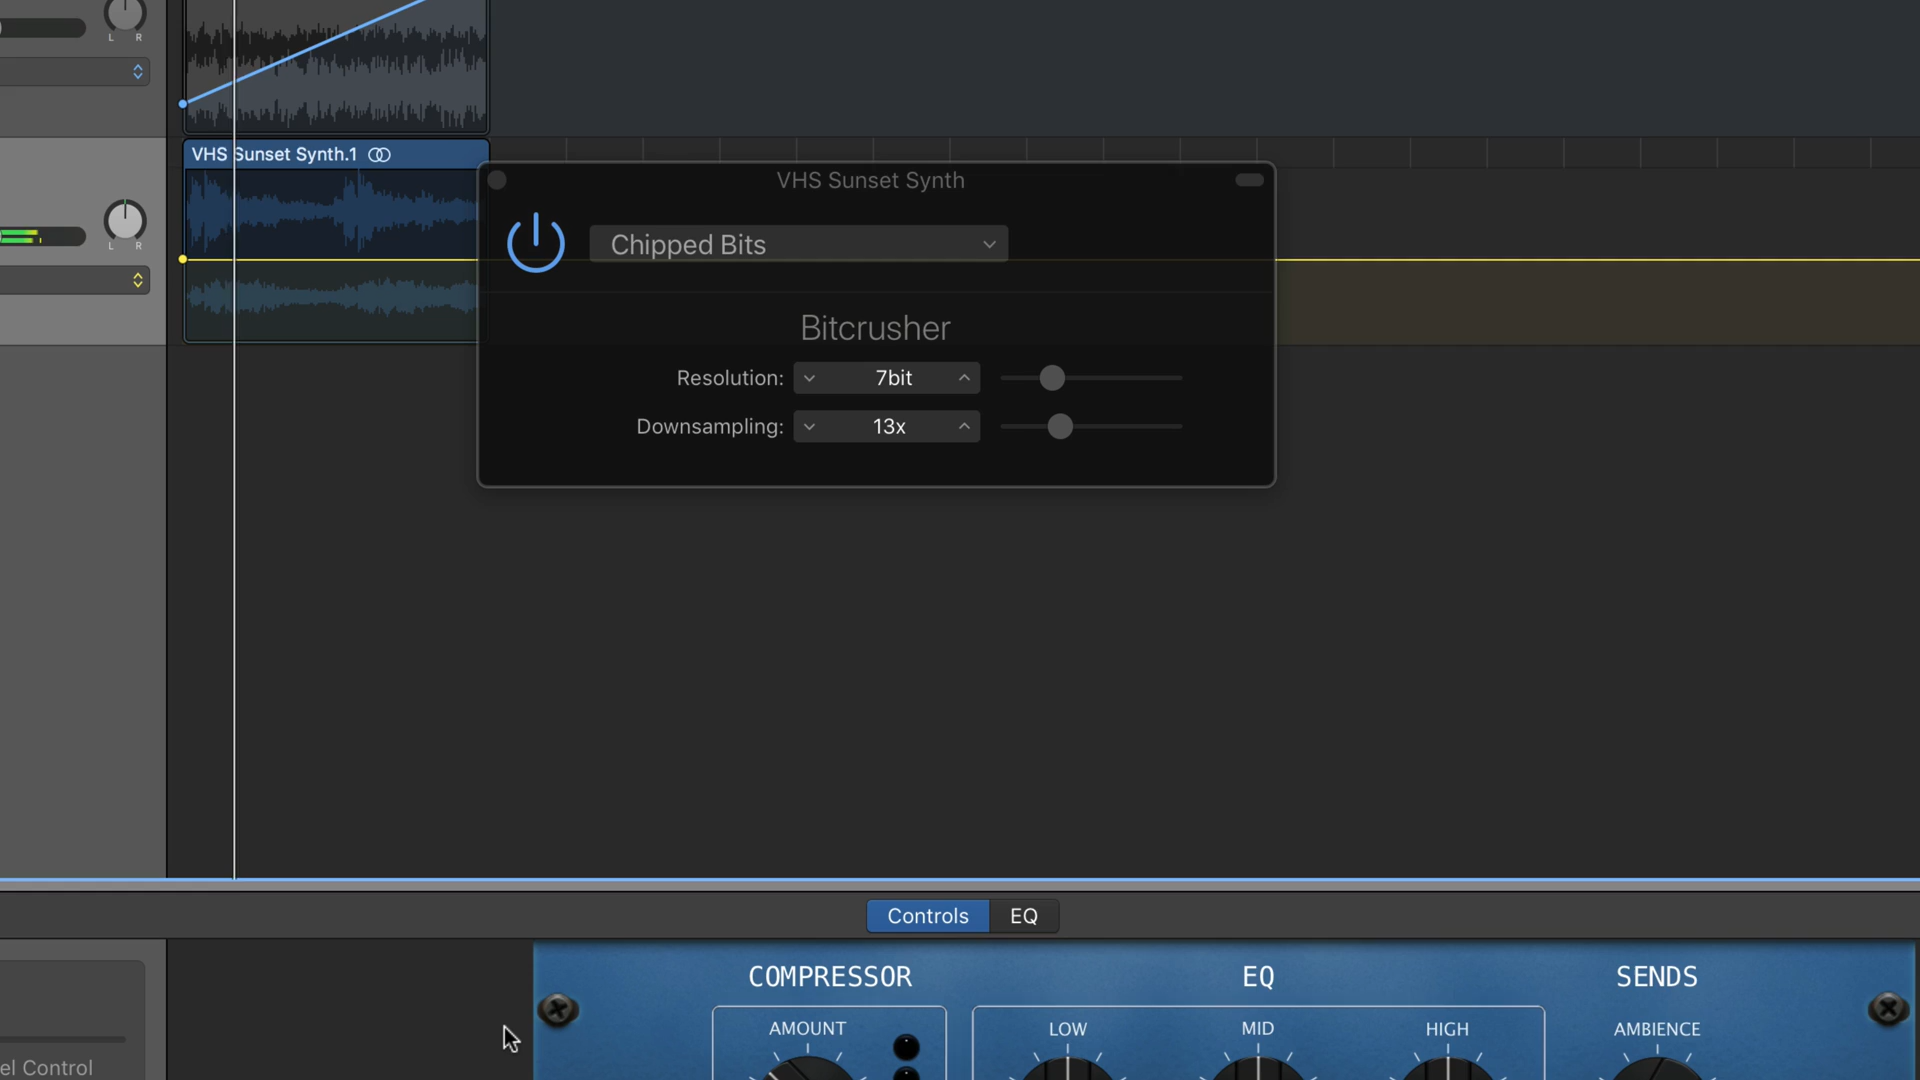 L R
VHS Sunset Synth.1
VHS Sunset Synth
L R
Chipped Bits
Bitcrusher
Resolution: 7bit
Downsampling: 13x
Controls EQ
COMPRESSOR EQ SENDS
AMOUNT LOW MID HIGH AMBIENCE
el Control